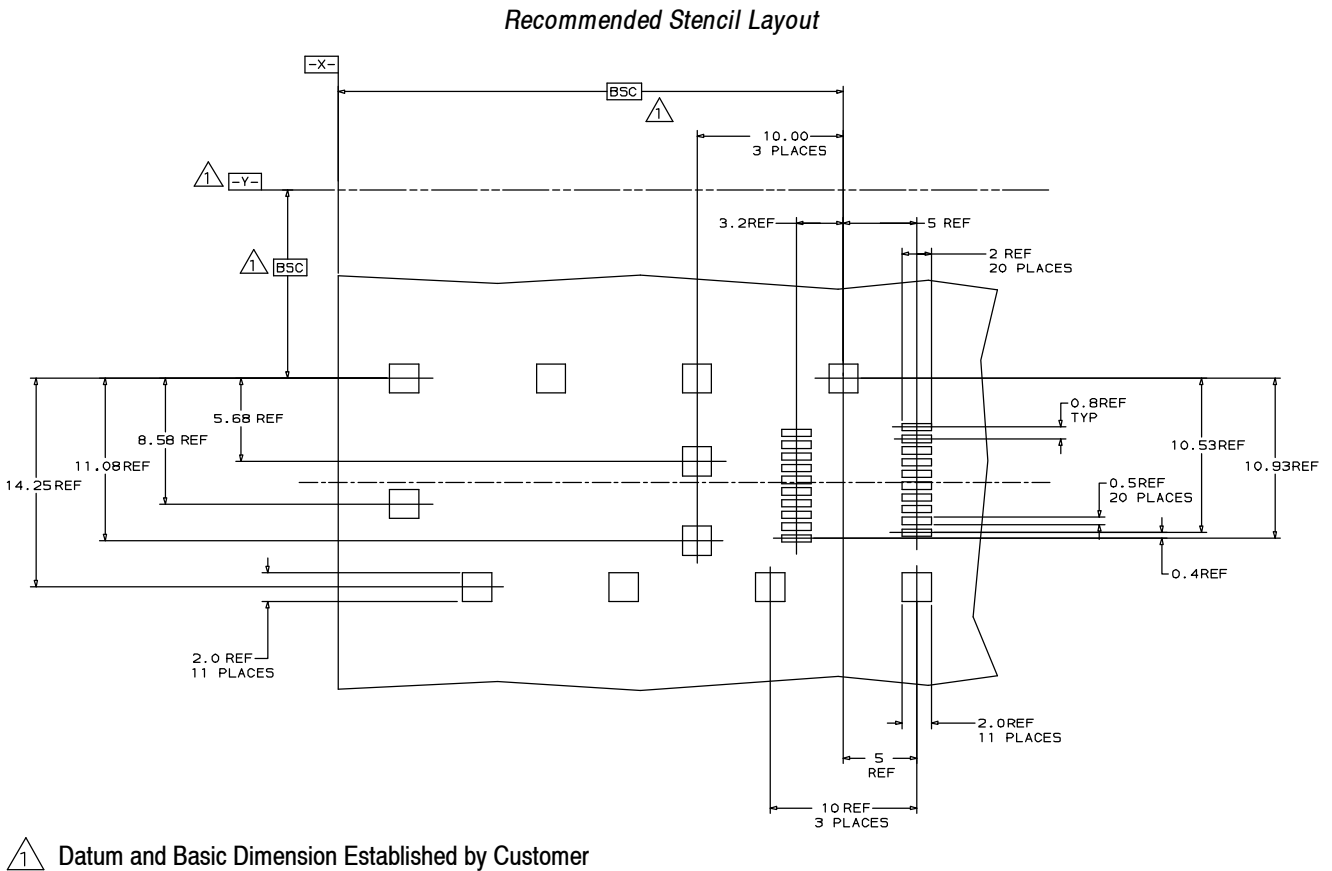 Recommended Stencil Layout
-X-
BSC
1
10.00
3 PLACES
1
-Y-
3.2REF
5 REF
1
BSC
2 REF
20 PLACES
0.8REF
TYP
5.68 REF
8.58 REF
11.08REF
14.25REF
10.53REF
10.93REF
0.5REF
20 PLACES
0.4REF
2.0 REF
11 PLACES
2.0REF
11 PLACES
5
REF
10 REF
3 PLACES
1 Datum and Basic Dimension Established by Customer